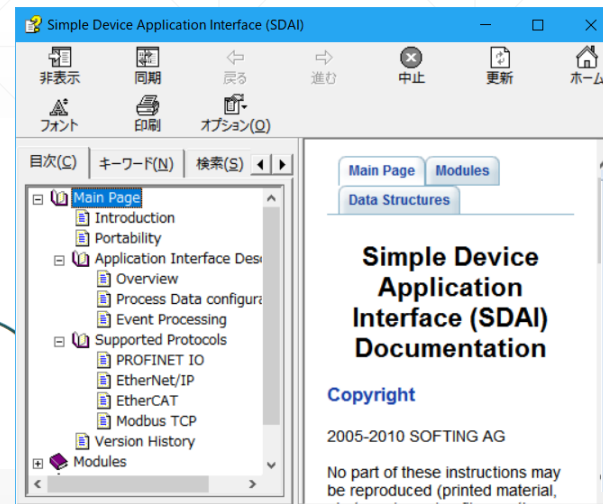 Simple Device Application Interface (SDAI)
非表示 同期 戻る 進む 中止 更新 ホーム
フォント 印刷 オプション(O)
目次(C) キーワード(N) 検索(S)
Main Page
Introduction
Portability
Application Interface Desc
Overview
Process Data configura
Event Processing
Supported Protocols
PROFINET IO
EtherNet/IP
EtherCAT
Modbus TCP
Version History
Modules
Main Page Modules
Data Structures
Simple Device
Application
Interface (SDAI)
Documentation
Copyright
2005-2010 SOFTING AG
No part of these instructions may
be reproduced (printed material,